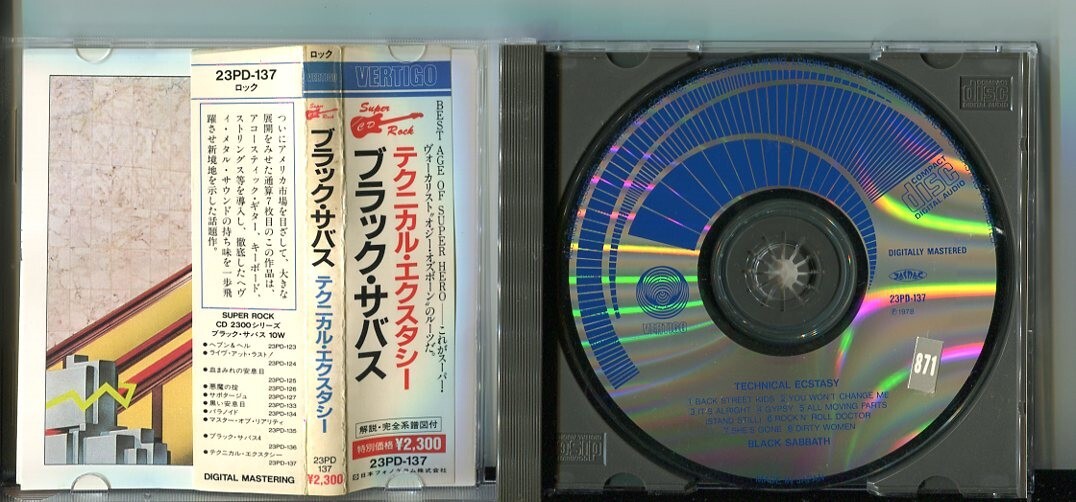 23PD-137
ロック
ついにアメリカ市場を目ざして、大きな
展開をみせた通算7枚目のこの作品は、
アコースティック・ギター、キーボード、
ストリングス等を導入し、徹底したヘヴ
ィ・メタル・サウンドの持ち味を一歩飛
躍させ新境地を示した話題作。
SUPER ROCK
CD 2300シリーズ
ブラック・サバス 10W
●ヘブン&ヘル 23PD-123
●ライヴ・アット・ラスト!
23PD-124
●血まみれの安息日
23PD-125
●悪魔の掟 23PD-126
●サボタージュ 23PD-127
●黒い安息日 23PD-133
●パラノイド 23PD-134
●マスター・オブ・リアリティ
23PD-135
●ブラック・サバス4
23PD-136
●テクニカル・エクスタシー
23PD-137
DIGITAL MASTERING
ロック
VERTIGO
Super
Rock
ブラック・サバス テクニカル・エクスタシー
23PD
137
¥2,300
VERTIGO
Super
CD
Rock
BEST AGE OF SUPER HERO——これがスーパー・
ヴォーカリスト“オジー・オズボーン”のルーツだ。
テクニカル・エクスタシー
ブラック・サバス
解説・完全系譜図付
特別価格 ¥2,300
23PD-137
日本フォノグラム株式会社
COMPACT
disc
DIGITAL AUDIO
COMPACT
disc
DIGITAL AUDIO
DIGITALLY MASTERED
23PD-137
Ⓟ1976
871
VERTIGO
TECHNICAL ECSTASY
1 BACK STREET KIDS 2 YOU WON'T CHANGE ME
3 IT'S ALRIGHT 4 GYPSY 5 ALL MOVING PARTS
(STAND STILL) 6 ROCK N' ROLL DOCTOR
7 SHE'S GONE 8 DIRTY WOMEN
BLACK SABBATH